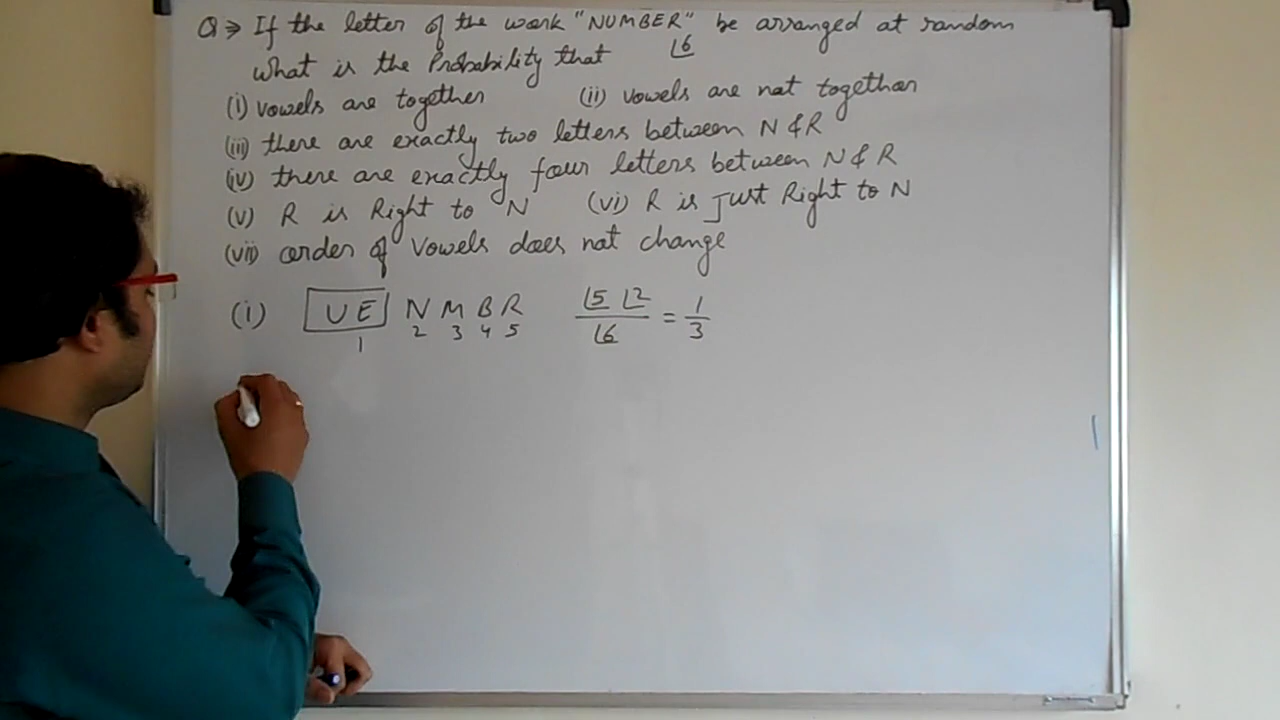 Q ⇒ If the letter of the work "NUMBER" be arranged at random
what is the Probability that ⌊6
(i) vowels are together (ii) vowels are not together
(iii) there are exactly two letters between N & R
(iv) there are exactly four letters between N & R
(v) R is Right to N (vi) R is just Right to N
(vii) order of vowels does not change
(i) UE N M B R ⌊5 ⌊2 / ⌊6 = 1/3
1 2 3 4 5